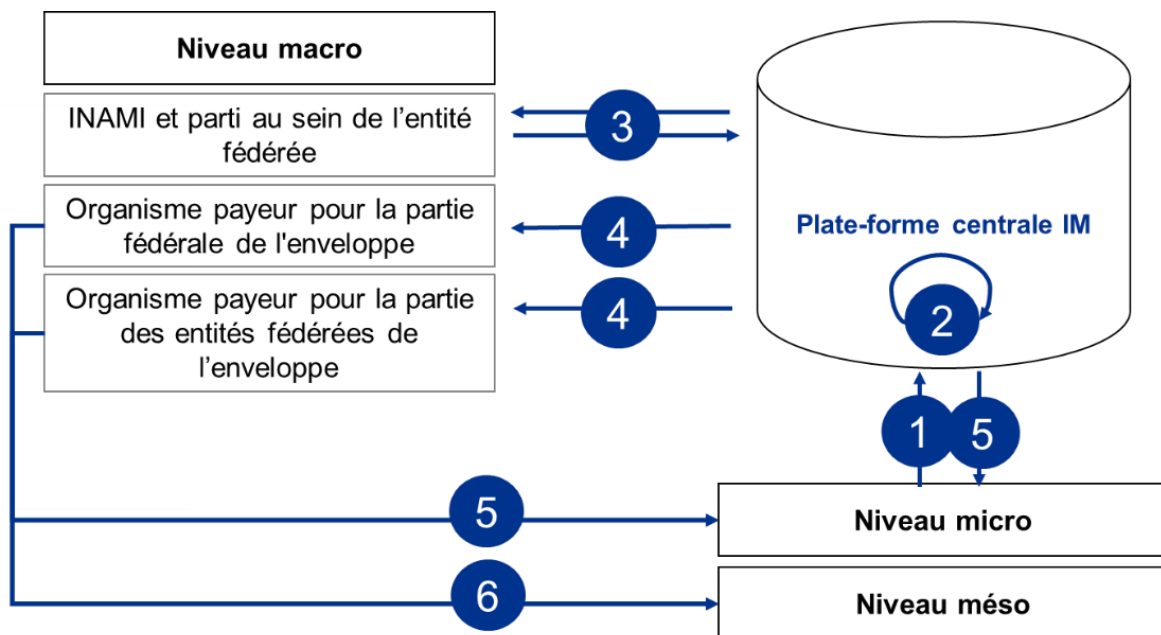 Niveau macro
INAMI et parti au sein de l'entité
fédérée
3
Organisme payeur pour la partie
fédérale de l'enveloppe
4
Plate-forme centrale IM
Organisme payeur pour la partie
des entités fédérées de
l'enveloppe
4
2
1
5
5
Niveau micro
6
Niveau méso